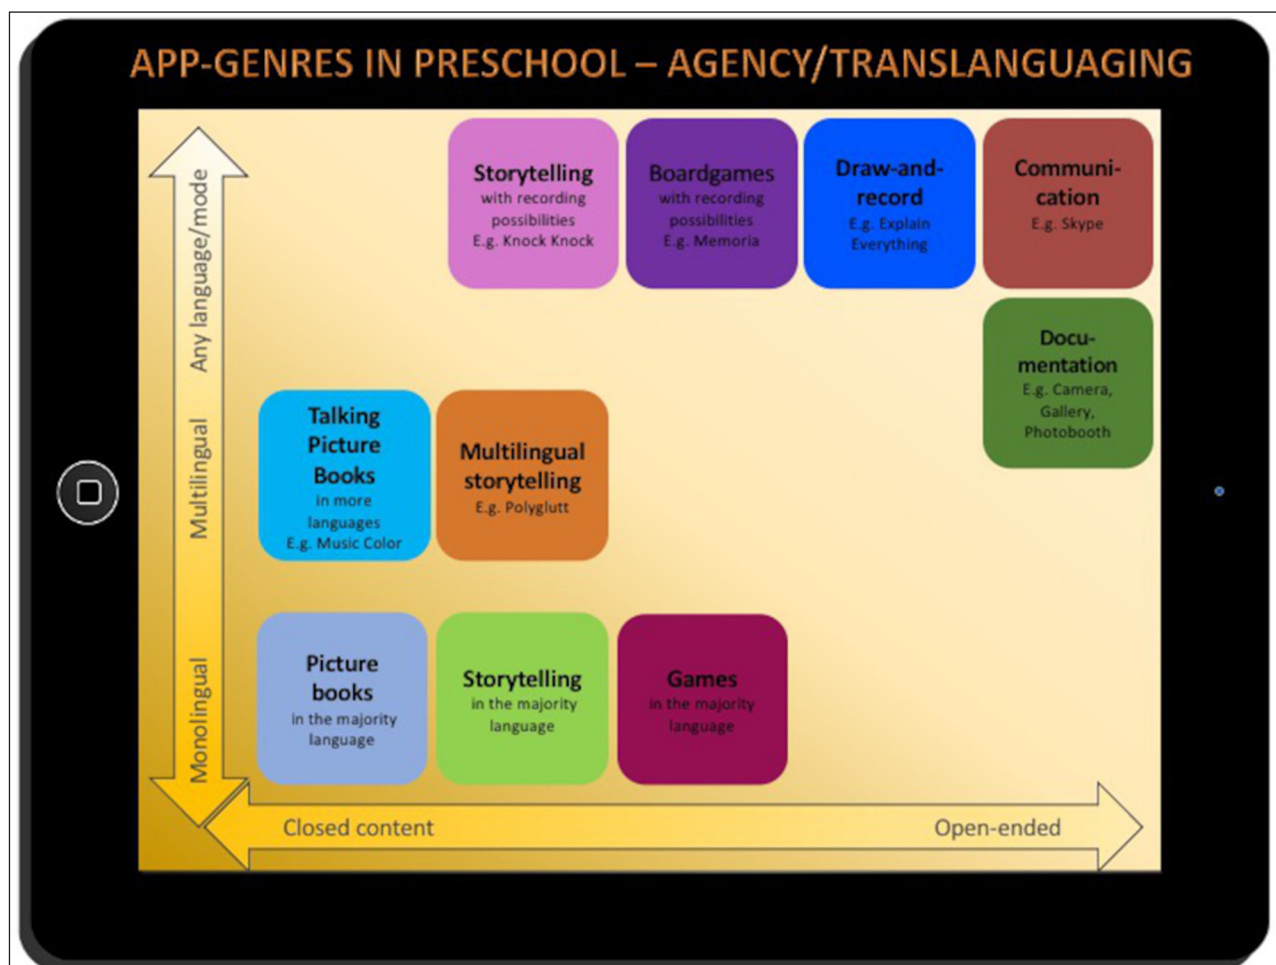 APP-GENRES IN PRESCHOOL – AGENCY/TRANSLANGUAGING
Any language/mode
Multilingual
Monolingual
Storytelling
with recording
possibilities
E.g. Knock Knock
Boardgames
with recording
possibilities
E.g. Memoria
Draw-and-
record
E.g. Explain
Everything
Communi-
cation
E.g. Skype
Docu-
mentation
E.g. Camera,
Gallery,
Photobooth
Talking
Picture
Books
in more
languages
E.g. Music Color
Multilingual
storytelling
E.g. Polyglutt
Picture
books
in the majority
language
Storytelling
in the majority
language
Games
in the majority
language
Closed content
Open-ended